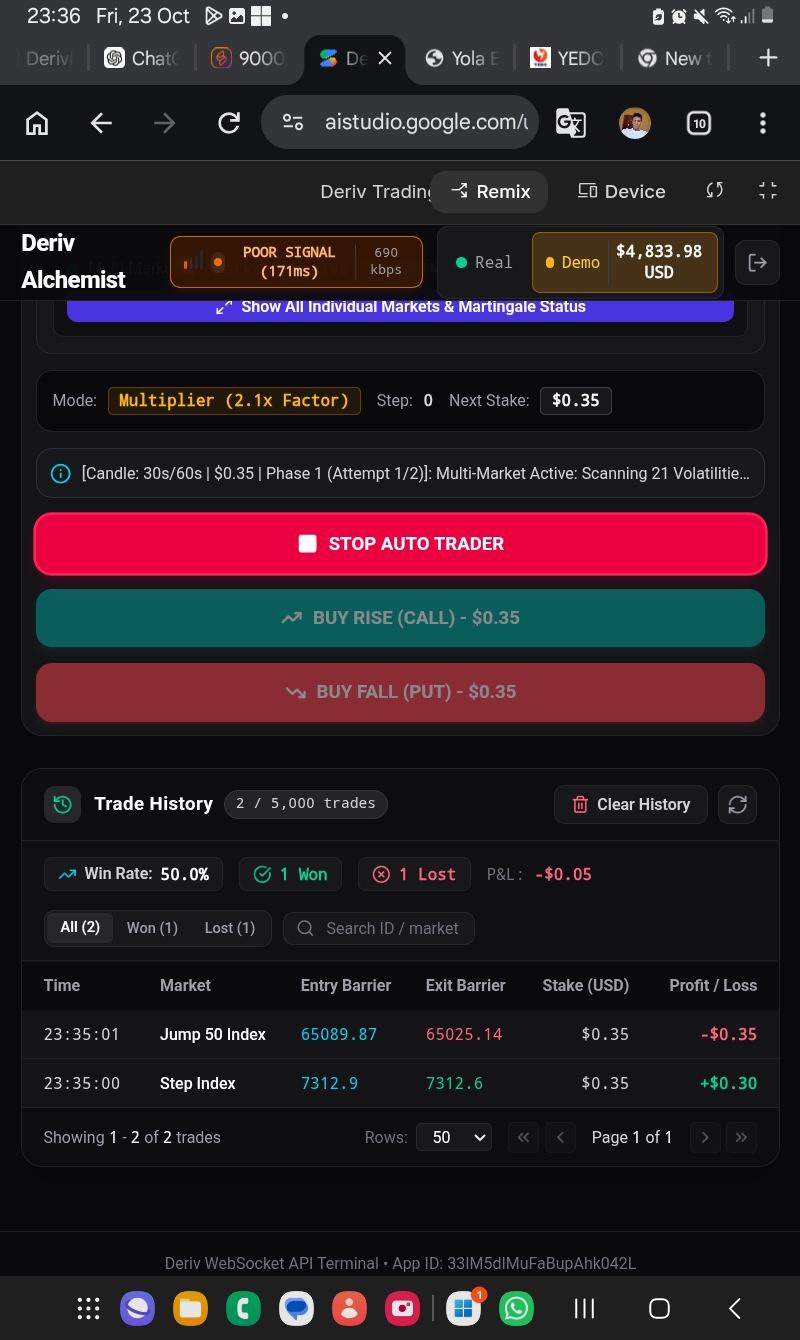 23:36 Fri, 23 Oct
Deriv ChatG 9000 De Yola E YEDC New t
aistudio.google.com/u 10
Deriv Trading Remix Device
Deriv
Alchemist
POOR SIGNAL
(171ms)
690
kbps
Real
Demo
$4,833.98
USD
Show All Individual Markets & Martingale Status
Mode: Multiplier (2.1x Factor) Step: 0 Next Stake: $0.35
[Candle: 30s/60s | $0.35 | Phase 1 (Attempt 1/2)]: Multi-Market Active: Scanning 21 Volatilitie...
STOP AUTO TRADER
BUY RISE (CALL) - $0.35
BUY FALL (PUT) - $0.35
Trade History 2 / 5,000 trades Clear History
Win Rate: 50.0% 1 Won 1 Lost P&L: -$0.05
All (2) Won (1) Lost (1) Search ID / market
Time Market Entry Barrier Exit Barrier Stake (USD) Profit / Loss
23:35:01 Jump 50 Index 65089.87 65025.14 $0.35 -$0.35
23:35:00 Step Index 7312.9 7312.6 $0.35 +$0.30
Showing 1 - 2 of 2 trades Rows: 50 Page 1 of 1
Deriv WebSocket API Terminal • App ID: 33IM5dIMuFaBupAhk042L
1